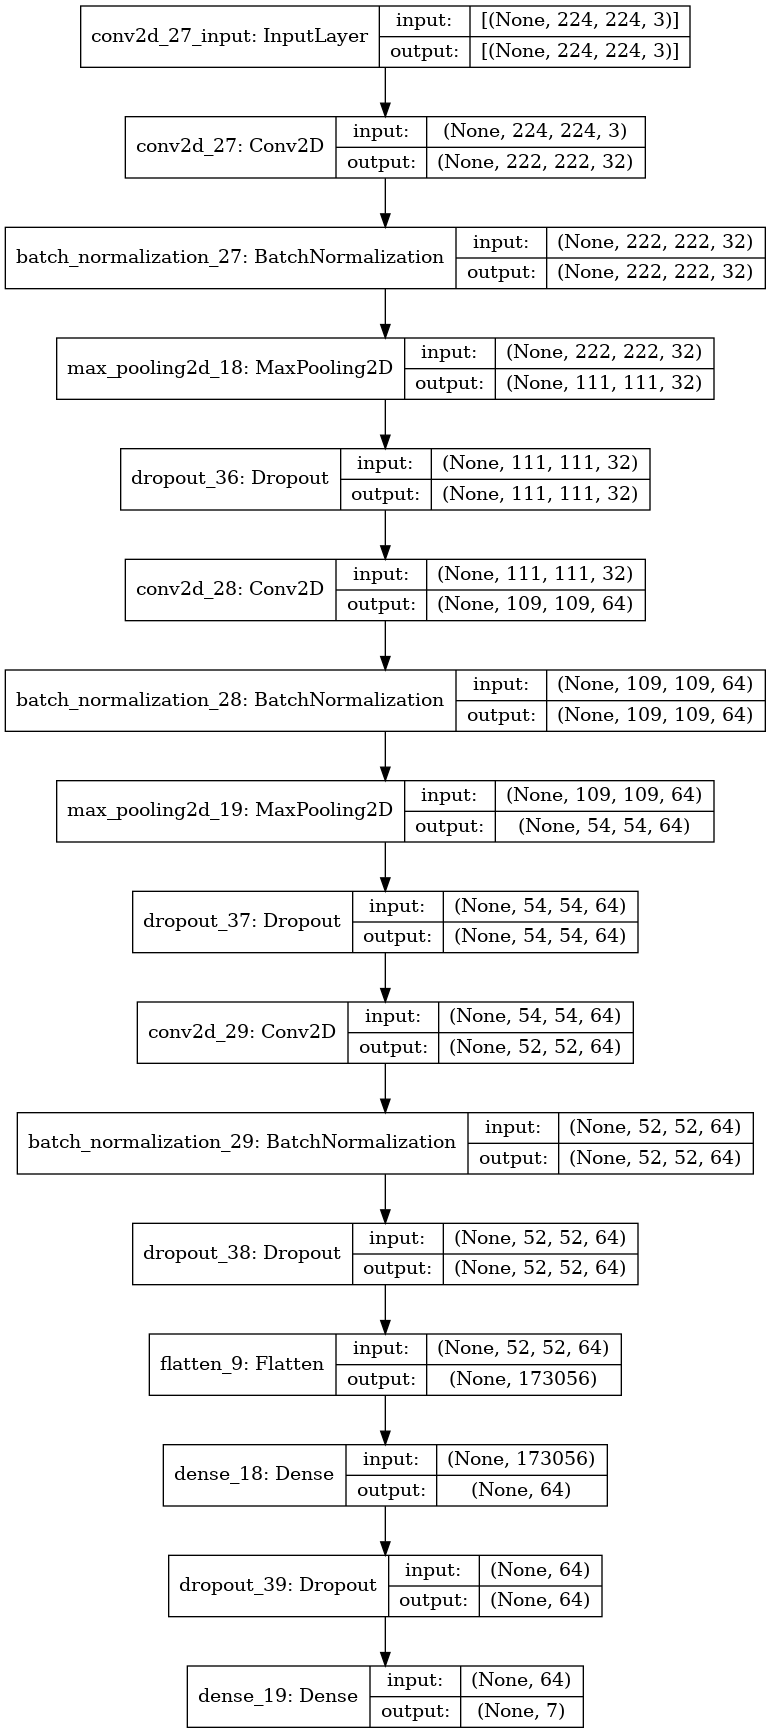 conv2d_27_input: InputLayer
input: [(None, 224, 224, 3)]
output: [(None, 224, 224, 3)]
conv2d_27: Conv2D
input: (None, 224, 224, 3)
output: (None, 222, 222, 32)
batch_normalization_27: BatchNormalization
input: (None, 222, 222, 32)
output: (None, 222, 222, 32)
max_pooling2d_18: MaxPooling2D
input: (None, 222, 222, 32)
output: (None, 111, 111, 32)
dropout_36: Dropout
input: (None, 111, 111, 32)
output: (None, 111, 111, 32)
conv2d_28: Conv2D
input: (None, 111, 111, 32)
output: (None, 109, 109, 64)
batch_normalization_28: BatchNormalization
input: (None, 109, 109, 64)
output: (None, 109, 109, 64)
max_pooling2d_19: MaxPooling2D
input: (None, 109, 109, 64)
output: (None, 54, 54, 64)
dropout_37: Dropout
input: (None, 54, 54, 64)
output: (None, 54, 54, 64)
conv2d_29: Conv2D
input: (None, 54, 54, 64)
output: (None, 52, 52, 64)
batch_normalization_29: BatchNormalization
input: (None, 52, 52, 64)
output: (None, 52, 52, 64)
dropout_38: Dropout
input: (None, 52, 52, 64)
output: (None, 52, 52, 64)
flatten_9: Flatten
input: (None, 52, 52, 64)
output: (None, 173056)
dense_18: Dense
input: (None, 173056)
output: (None, 64)
dropout_39: Dropout
input: (None, 64)
output: (None, 64)
dense_19: Dense
input: (None, 64)
output: (None, 7)